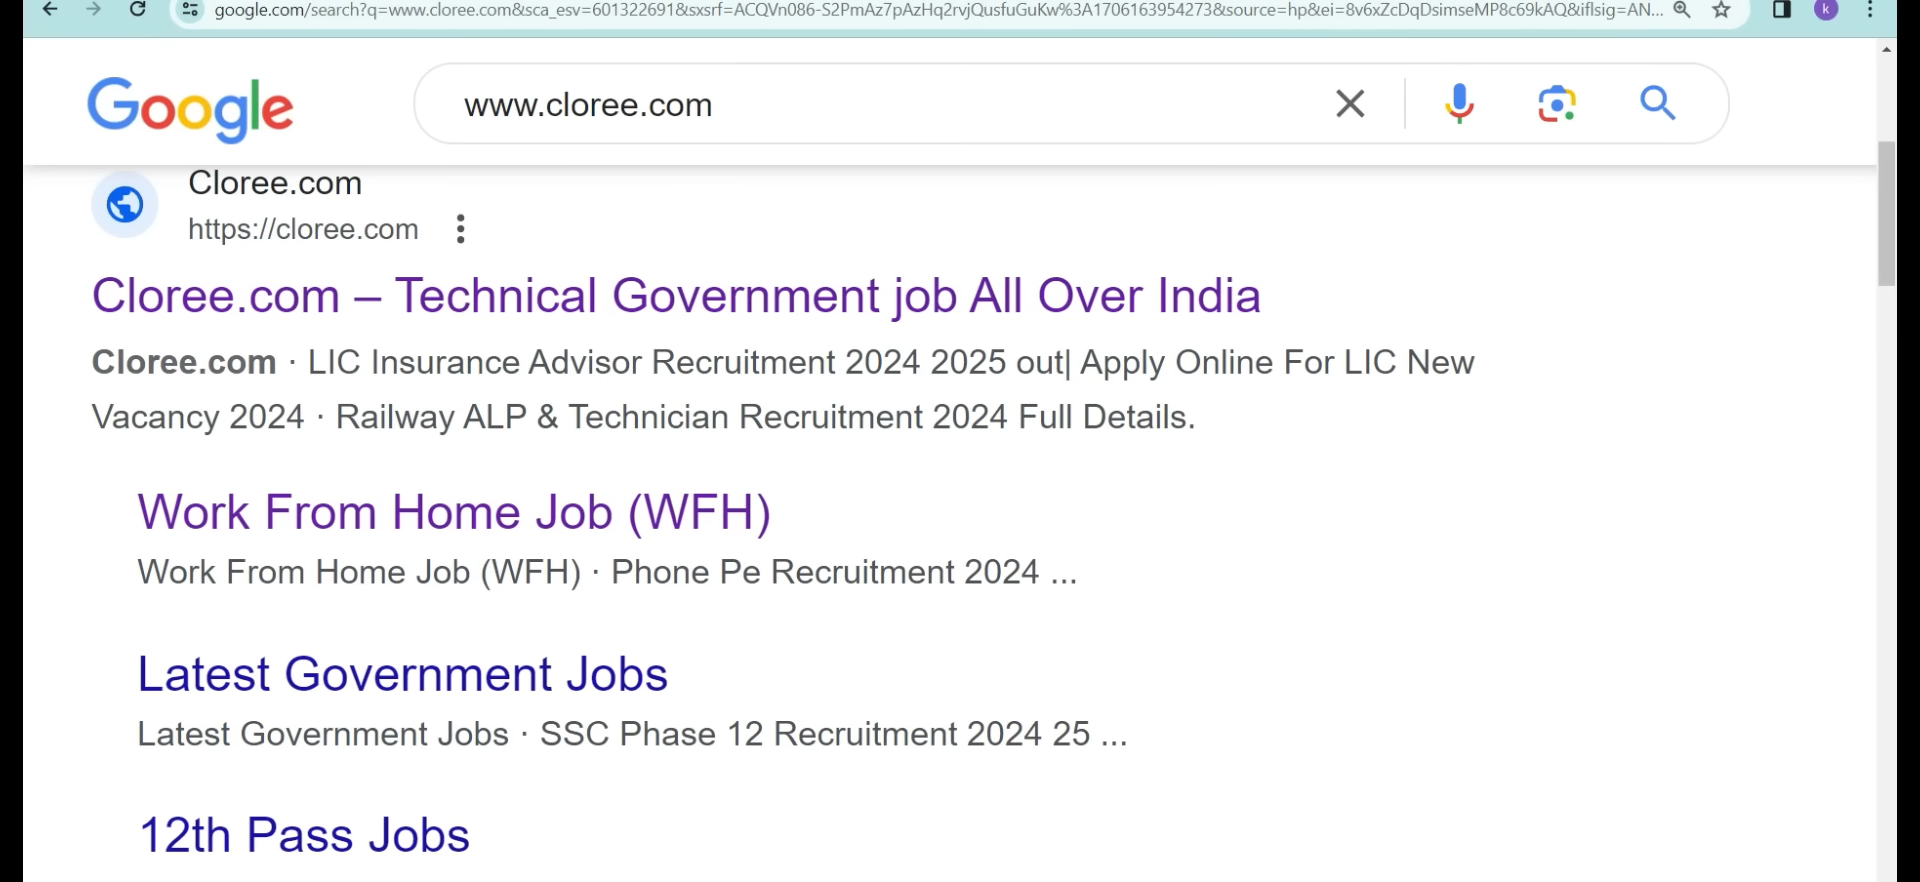 google.com/search?q=www.cloree.com&sca_esv=601322691&sxsrf=ACQVn086-S2PmAz7pAzHq2rvjQusfuGuKw%3A1706163954273&source=hp&ei=8v6xZcDqDsimseMP8c69kAQ&iflsig=AN...
k
Google
www.cloree.com
Cloree.com
https://cloree.com
Cloree.com – Technical Government job All Over India
Cloree.com · LIC Insurance Advisor Recruitment 2024 2025 out| Apply Online For LIC New
Vacancy 2024 · Railway ALP & Technician Recruitment 2024 Full Details.
Work From Home Job (WFH)
Work From Home Job (WFH) · Phone Pe Recruitment 2024 ...
Latest Government Jobs
Latest Government Jobs · SSC Phase 12 Recruitment 2024 25 ...
12th Pass Jobs